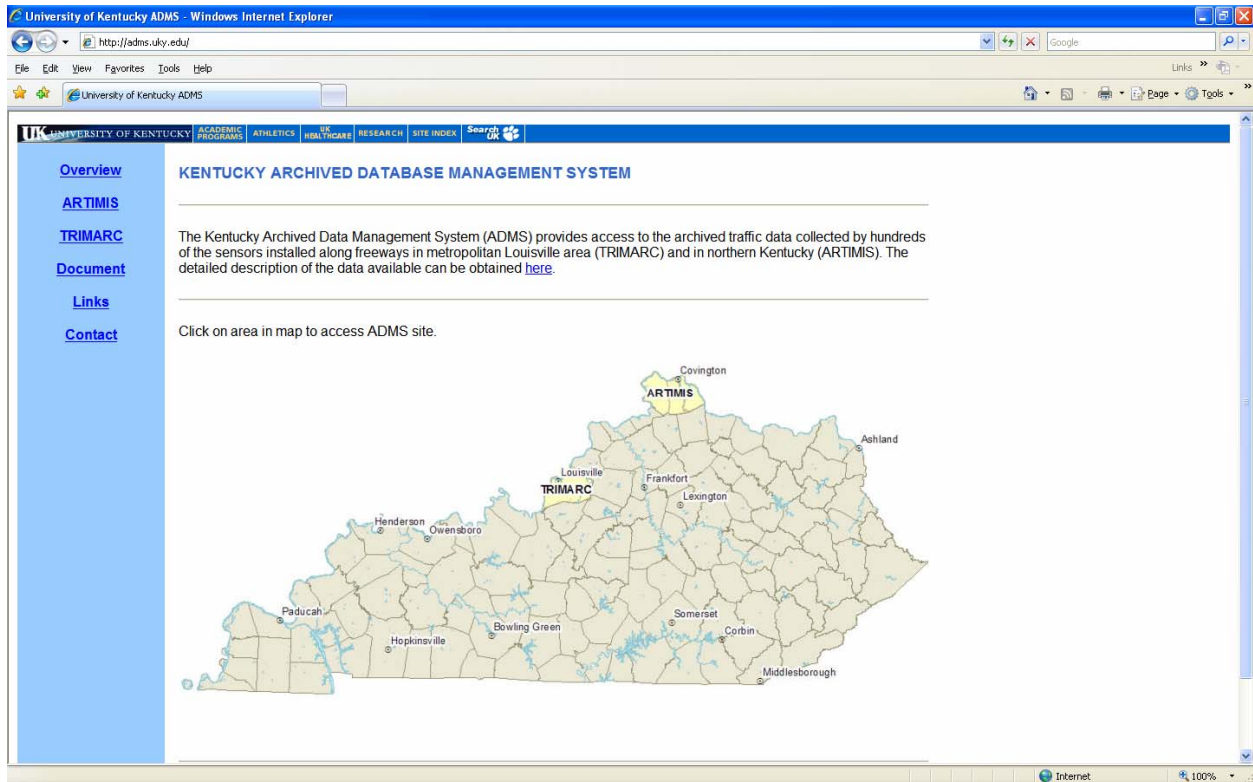 University of Kentucky ADMS - Windows Internet Explorer
http://adms.uky.edu/
Google
File Edit View Favorites Tools Help
Links »
University of Kentucky ADMS
Page Tools »
UK UNIVERSITY OF KENTUCKY ACADEMIC PROGRAMS ATHLETICS UK HEALTHCARE RESEARCH SITE INDEX Search UK
Overview
ARTIMIS
TRIMARC
Document
Links
Contact
KENTUCKY ARCHIVED DATABASE MANAGEMENT SYSTEM
The Kentucky Archived Data Management System (ADMS) provides access to the archived traffic data collected by hundreds
of the sensors installed along freeways in metropolitan Louisville area (TRIMARC) and in northern Kentucky (ARTIMIS). The
detailed description of the data available can be obtained here.
Click on area in map to access ADMS site.
Covington
ARTIMIS
Ashland
Louisville
TRIMARC
Frankfort
Lexington
Henderson
Owensboro
Paducah
Hopkinsville
Bowling Green
Somerset
Corbin
Middlesborough
Internet
100%